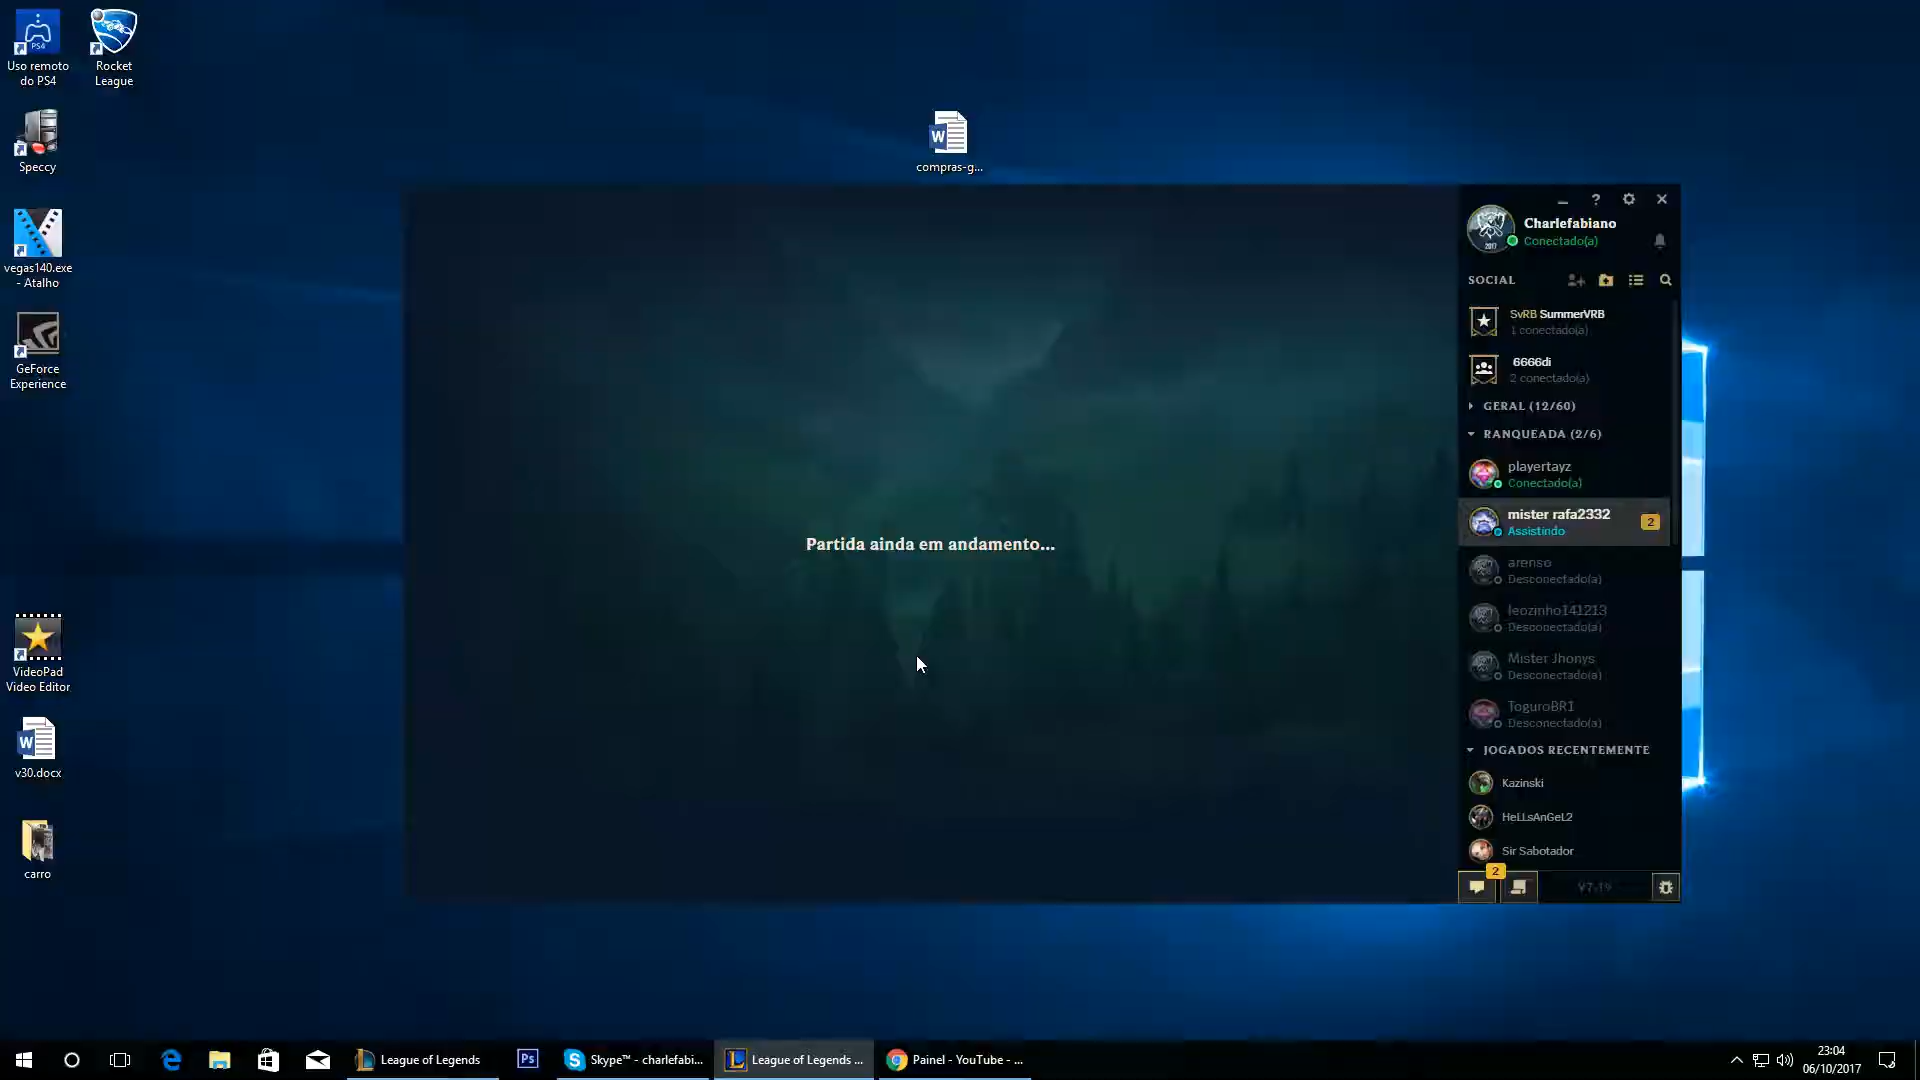 Uso remoto
do PS4
Rocket
League
Speccy
vegas140.exe
- Atalho
GeForce
Experience
VideoPad
Video Editor
v30.docx
carro
compras-g...
Partida ainda em andamento...
?
Charlefabiano
Conectado(a)
SOCIAL
SvRB SummerVRB
1 conectado(a)
6666di
2 conectado(a)
GERAL (12/60)
RANQUEADA (2/6)
playertayz
Conectado(a)
mister rafa2332
Assistindo
2
arenso
Desconectado(a)
leozinho141213
Desconectado(a)
Mister Jhonys
Desconectado(a)
ToguroBR1
Desconectado(a)
JOGADOS RECENTEMENTE
Kazinski
HeLLsAnGeL2
Sir Sabotador
2
V7.19
League of Legends
Ps
Skype™ - charlefabi...
League of Legends ...
Painel - YouTube - ...
23:04
06/10/2017